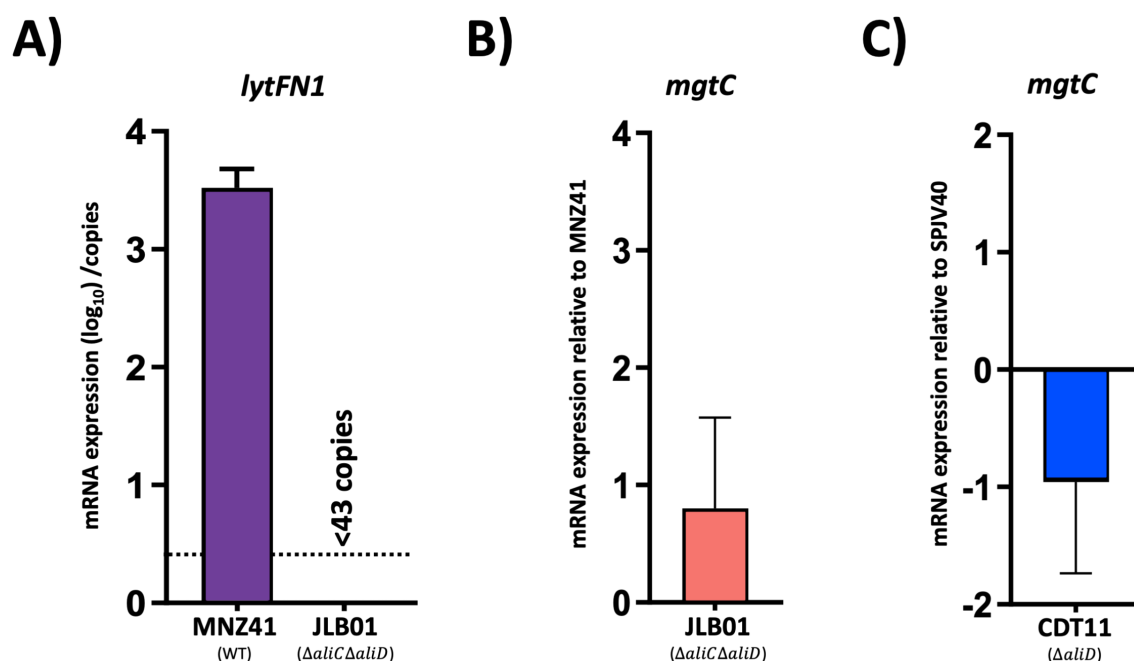 A)
lytFN1
mRNA expression (log₁₀) /copies
4
3
2
1
0
<43 copies
MNZ41
(WT)
JLB01
(ΔaliCΔaliD)
B)
mgtC
mRNA expression relative to MNZ41
4
3
2
1
0
JLB01
(ΔaliCΔaliD)
C)
mgtC
mRNA expression relative to SPJV40
2
1
0
-1
-2
CDT11
(ΔaliD)